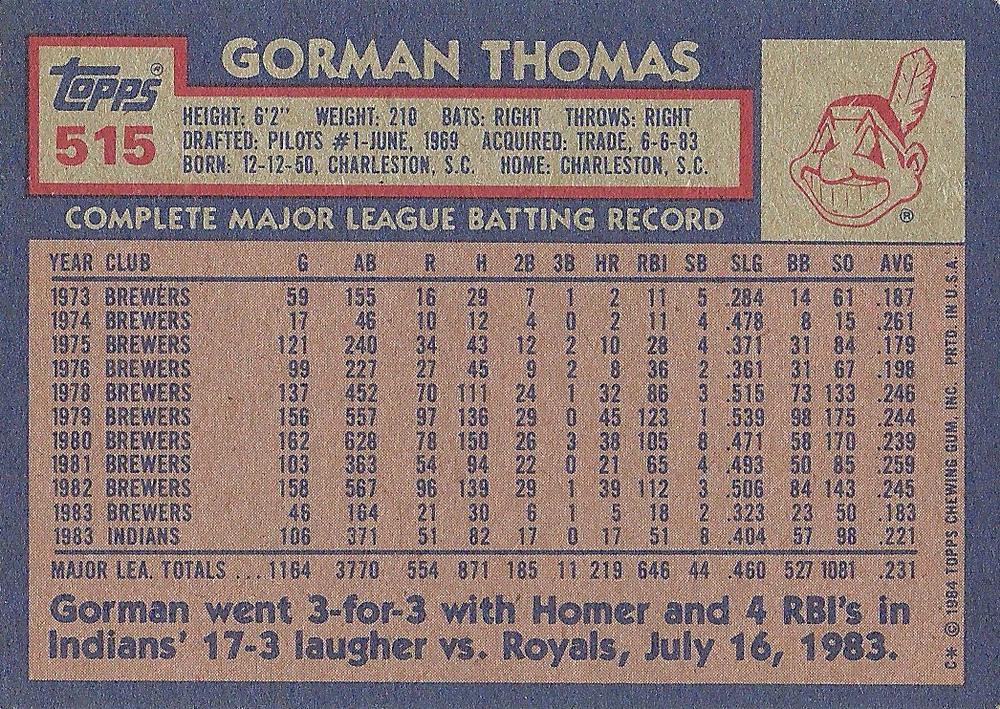 GORMAN THOMAS
Topps®
515
HEIGHT: 6'2" WEIGHT: 210 BATS: RIGHT THROWS: RIGHT
DRAFTED: PILOTS #1-JUNE, 1969 ACQUIRED: TRADE, 6-6-83
BORN: 12-12-50, CHARLESTON, S.C. HOME: CHARLESTON, S.C.
®
COMPLETE MAJOR LEAGUE BATTING RECORD
YEAR CLUB G AB R H 2B 3B HR RBI SB SLG BB SO AVG
1973 BREWERS 59 155 16 29 7 1 2 11 5 .284 14 61 .187
1974 BREWERS 17 46 10 12 4 0 2 11 4 .478 8 15 .261
1975 BREWERS 121 240 34 43 12 2 10 28 4 .371 31 84 .179
1976 BREWERS 99 227 27 45 9 2 8 36 2 .361 31 67 .198
1978 BREWERS 137 452 70 111 24 1 32 86 3 .515 73 133 .246
1979 BREWERS 156 557 97 136 29 0 45 123 1 .539 98 175 .244
1980 BREWERS 162 628 78 150 26 3 38 105 8 .471 58 170 .239
1981 BREWERS 103 363 54 94 22 0 21 65 4 .493 50 85 .259
1982 BREWERS 158 567 96 139 29 1 39 112 3 .506 84 143 .245
1983 BREWERS 46 164 21 30 6 1 5 18 2 .323 23 50 .183
1983 INDIANS 106 371 51 82 17 0 17 51 8 .404 57 98 .221
MAJOR LEA. TOTALS ... 1164 3770 554 871 185 11 219 646 44 .460 527 1081 .231
Gorman went 3-for-3 with Homer and 4 RBI's in
Indians' 17-3 laugher vs. Royals, July 16, 1983.
C* © 1984 TOPPS CHEWING GUM, INC. PRTD. IN U.S.A.